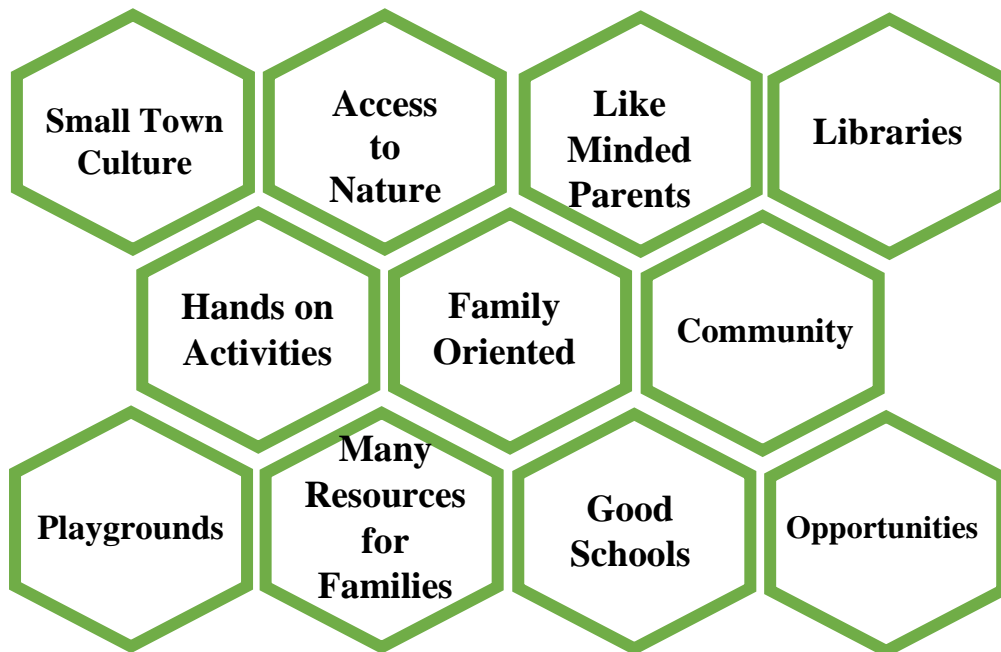 Small Town
Culture
Access
to
Nature
Like
Minded
Parents
Libraries
Hands on
Activities
Family
Oriented
Community
Playgrounds
Many
Resources
for
Families
Good
Schools
Opportunities